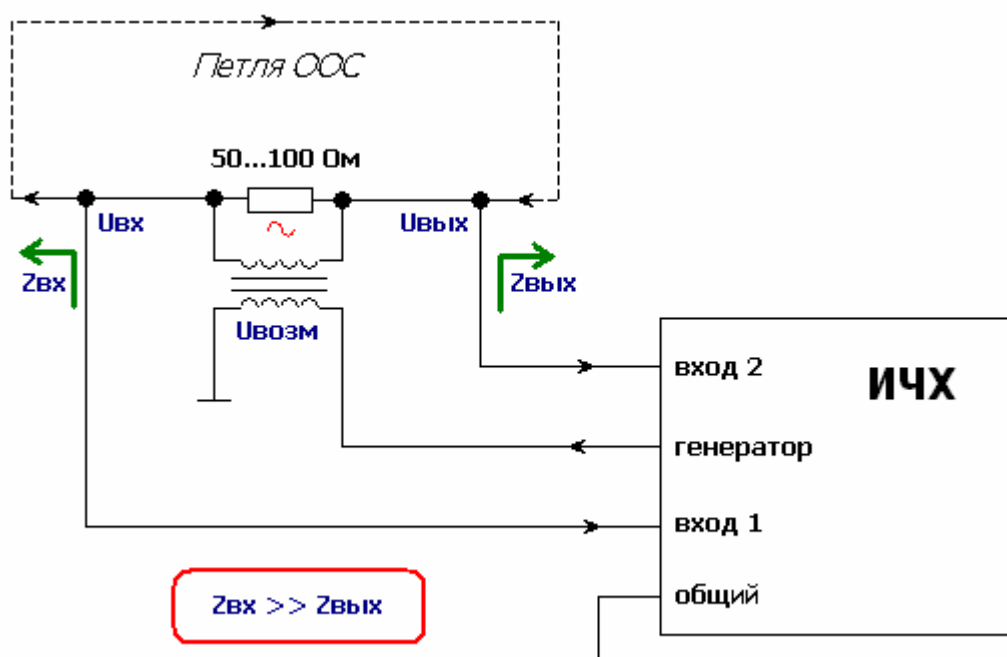 Петля ООС
50...100 Ом
Uвх
Uвых
Zвх
Zвых
Uвозм
вход 2
ИЧХ
генератор
вход 1
общий
Zвх >> Zвых